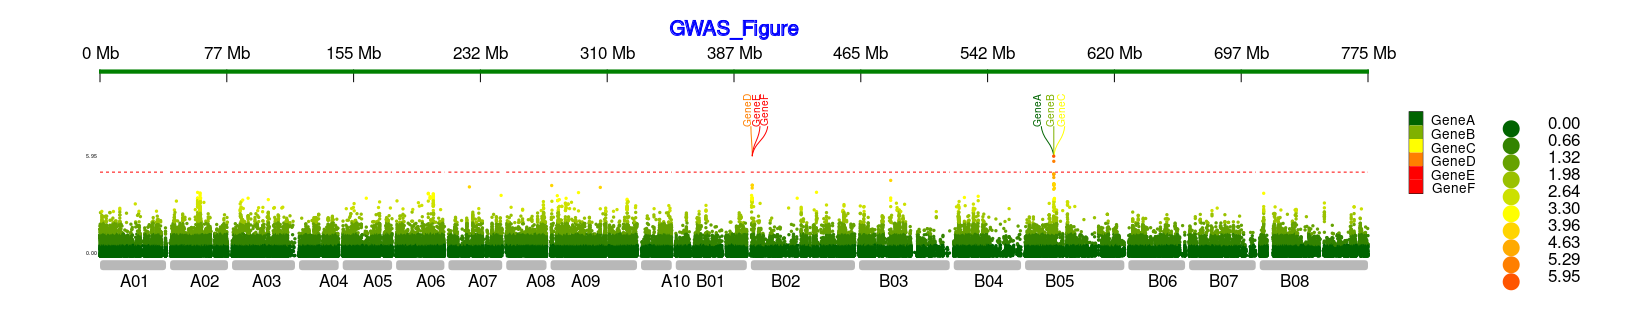 GWAS_Figure
0 Mb 77 Mb 155 Mb 232 Mb 310 Mb 387 Mb 465 Mb 542 Mb 620 Mb 697 Mb 775 Mb
GeneD GeneE GeneF GeneA GeneB GeneC
5.95
0.00
A01 A02 A03 A04 A05 A06 A07 A08 A09 A10 B01 B02 B03 B04 B05 B06 B07 B08
GeneA
GeneB
GeneC
GeneD
GeneE
GeneF
0.00
0.66
1.32
1.98
2.64
3.30
3.96
4.63
5.29
5.95